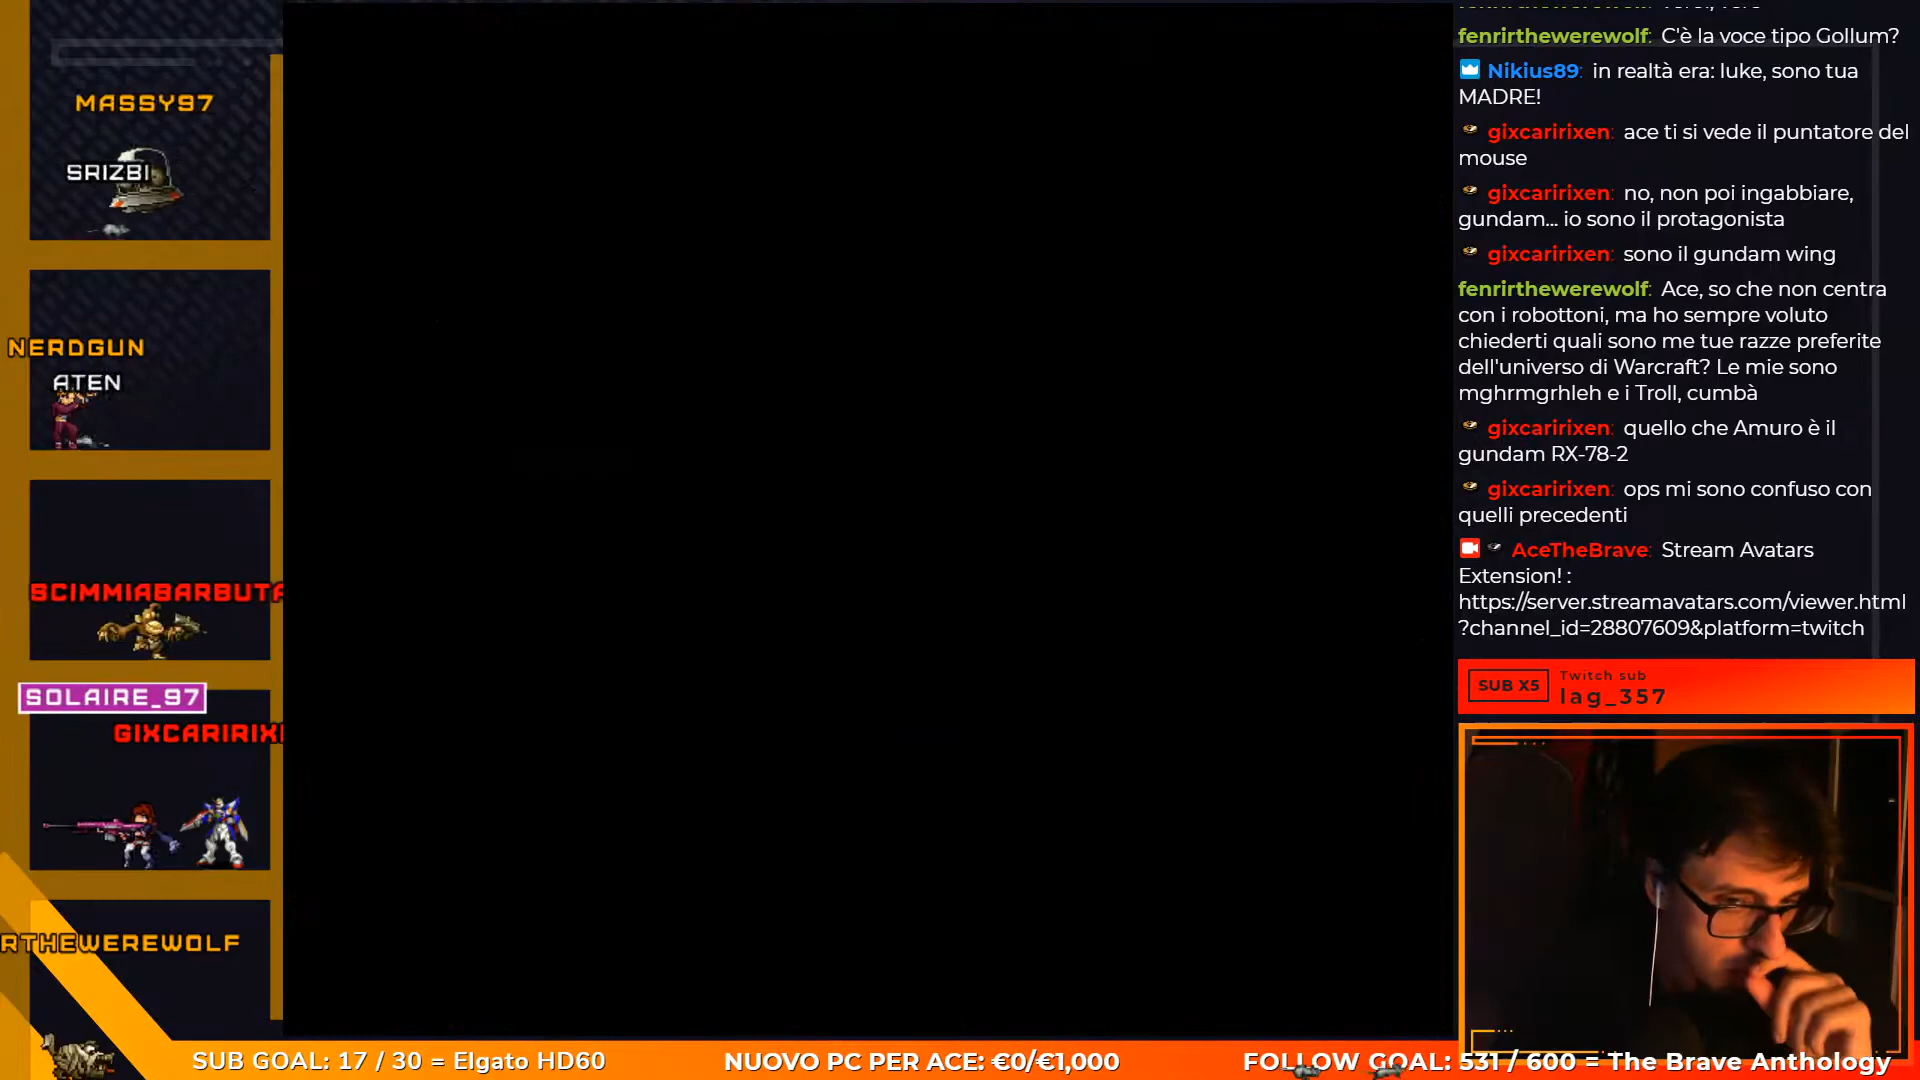 MASSY97
SRIZBI
NERDGUN
ATEN
SCIMMIABARBUTA
SOLAIRE_97
GIXCARIRIX
RTHEWEREWOLF
fenrirthewerewolf: C'è la voce tipo Gollum?
Nikius89: in realtà era: luke, sono tua
MADRE!
gixcaririxen: ace ti si vede il puntatore del
mouse
gixcaririxen: no, non poi ingabbiare,
gundam... io sono il protagonista
gixcaririxen: sono il gundam wing
fenrirthewerewolf: Ace, so che non centra
con i robottoni, ma ho sempre voluto
chiederti quali sono me tue razze preferite
dell'universo di Warcraft? Le mie sono
mghrmgrhleh e i Troll, cumbà
gixcaririxen: quello che Amuro è il
gundam RX-78-2
gixcaririxen: ops mi sono confuso con
quelli precedenti
AceTheBrave: Stream Avatars
Extension! :
https://server.streamavatars.com/viewer.html
?channel_id=28807609&platform=twitch
SUB X5
Twitch sub
lag_357
SUB GOAL: 17 / 30 = Elgato HD60
NUOVO PC PER ACE: €0/€1,000
FOLLOW GOAL: 531 / 600 = The Brave Anthology